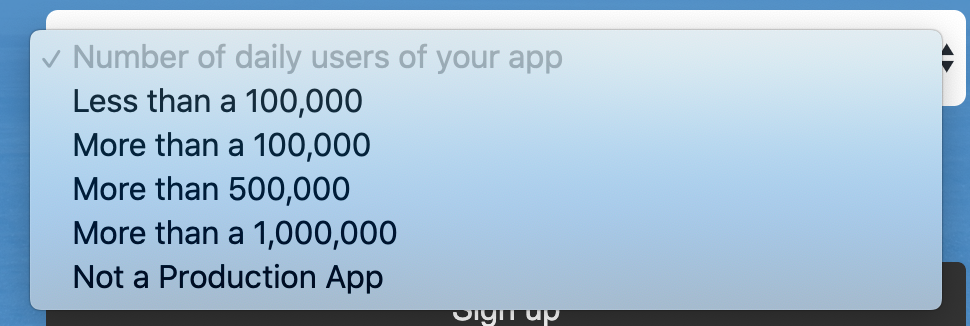 Number of daily users of your app
Less than a 100,000
More than a 100,000
More than 500,000
More than a 1,000,000
Not a Production App
Sign up